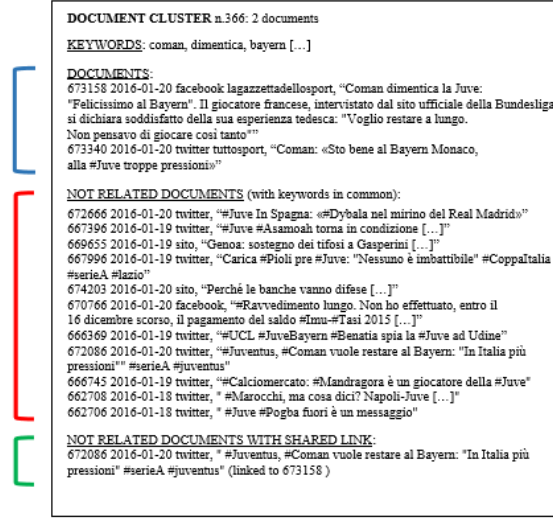 DOCUMENT CLUSTER n.366: 2 documents
KEYWORDS: coman, dimentica, bayern […]
DOCUMENTS:
673158 2016-01-20 facebook lagazzettadellosport, “Coman dimentica la Juve:
"Felicissimo al Bayern". Il giocatore francese, intervistato dal sito ufficiale della Bundesliga
si dichiara soddisfatto della sua esperienza tedesca: "Voglio restare a lungo.
Non pensavo di giocare così tanto"”
673340 2016-01-20 twitter tuttosport, “Coman: «Sto bene al Bayern Monaco,
alla #Juve troppe pressioni»”
NOT RELATED DOCUMENTS (with keywords in common):
672666 2016-01-20 twitter, “#Juve In Spagna: «#Dybala nel mirino del Real Madrid»”
667396 2016-01-19 twitter, “#Juve #Asamoah torna in condizione […]”
669655 2016-01-19 sito, “Genoa: sostegno dei tifosi a Gasperini […]”
667996 2016-01-19 twitter, “Carica #Pioli pre #Juve: "Nessuno è imbattibile" #CoppaItalia
#serieA #lazio”
674203 2016-01-20 sito, “Perché le banche vanno difese […]”
670766 2016-01-20 facebook, “#Ravvedimento lungo. Non ho effettuato, entro il
16 dicembre scorso, il pagamento del saldo #Imu-#Tasi 2015 […]”
666369 2016-01-19 twitter, “#UCL #JuveBayern #Benatia spia la #Juve ad Udine”
672086 2016-01-20 twitter, “#Juventus, #Coman vuole restare al Bayern: "In Italia più
pressioni"" #serieA #juventus"
666745 2016-01-19 twitter, “#Calciomercato: #Mandragora è un giocatore della #Juve"
662708 2016-01-18 twitter, " #Marocchi, ma cosa dici? Napoli-Juve […]"
662706 2016-01-18 twitter, " #Juve #Pogba fuori è un messaggio"
NOT RELATED DOCUMENTS WITH SHARED LINK:
672086 2016-01-20 twitter, " #Juventus, #Coman vuole restare al Bayern: "In Italia più
pressioni" #serieA #juventus" (linked to 673158 )